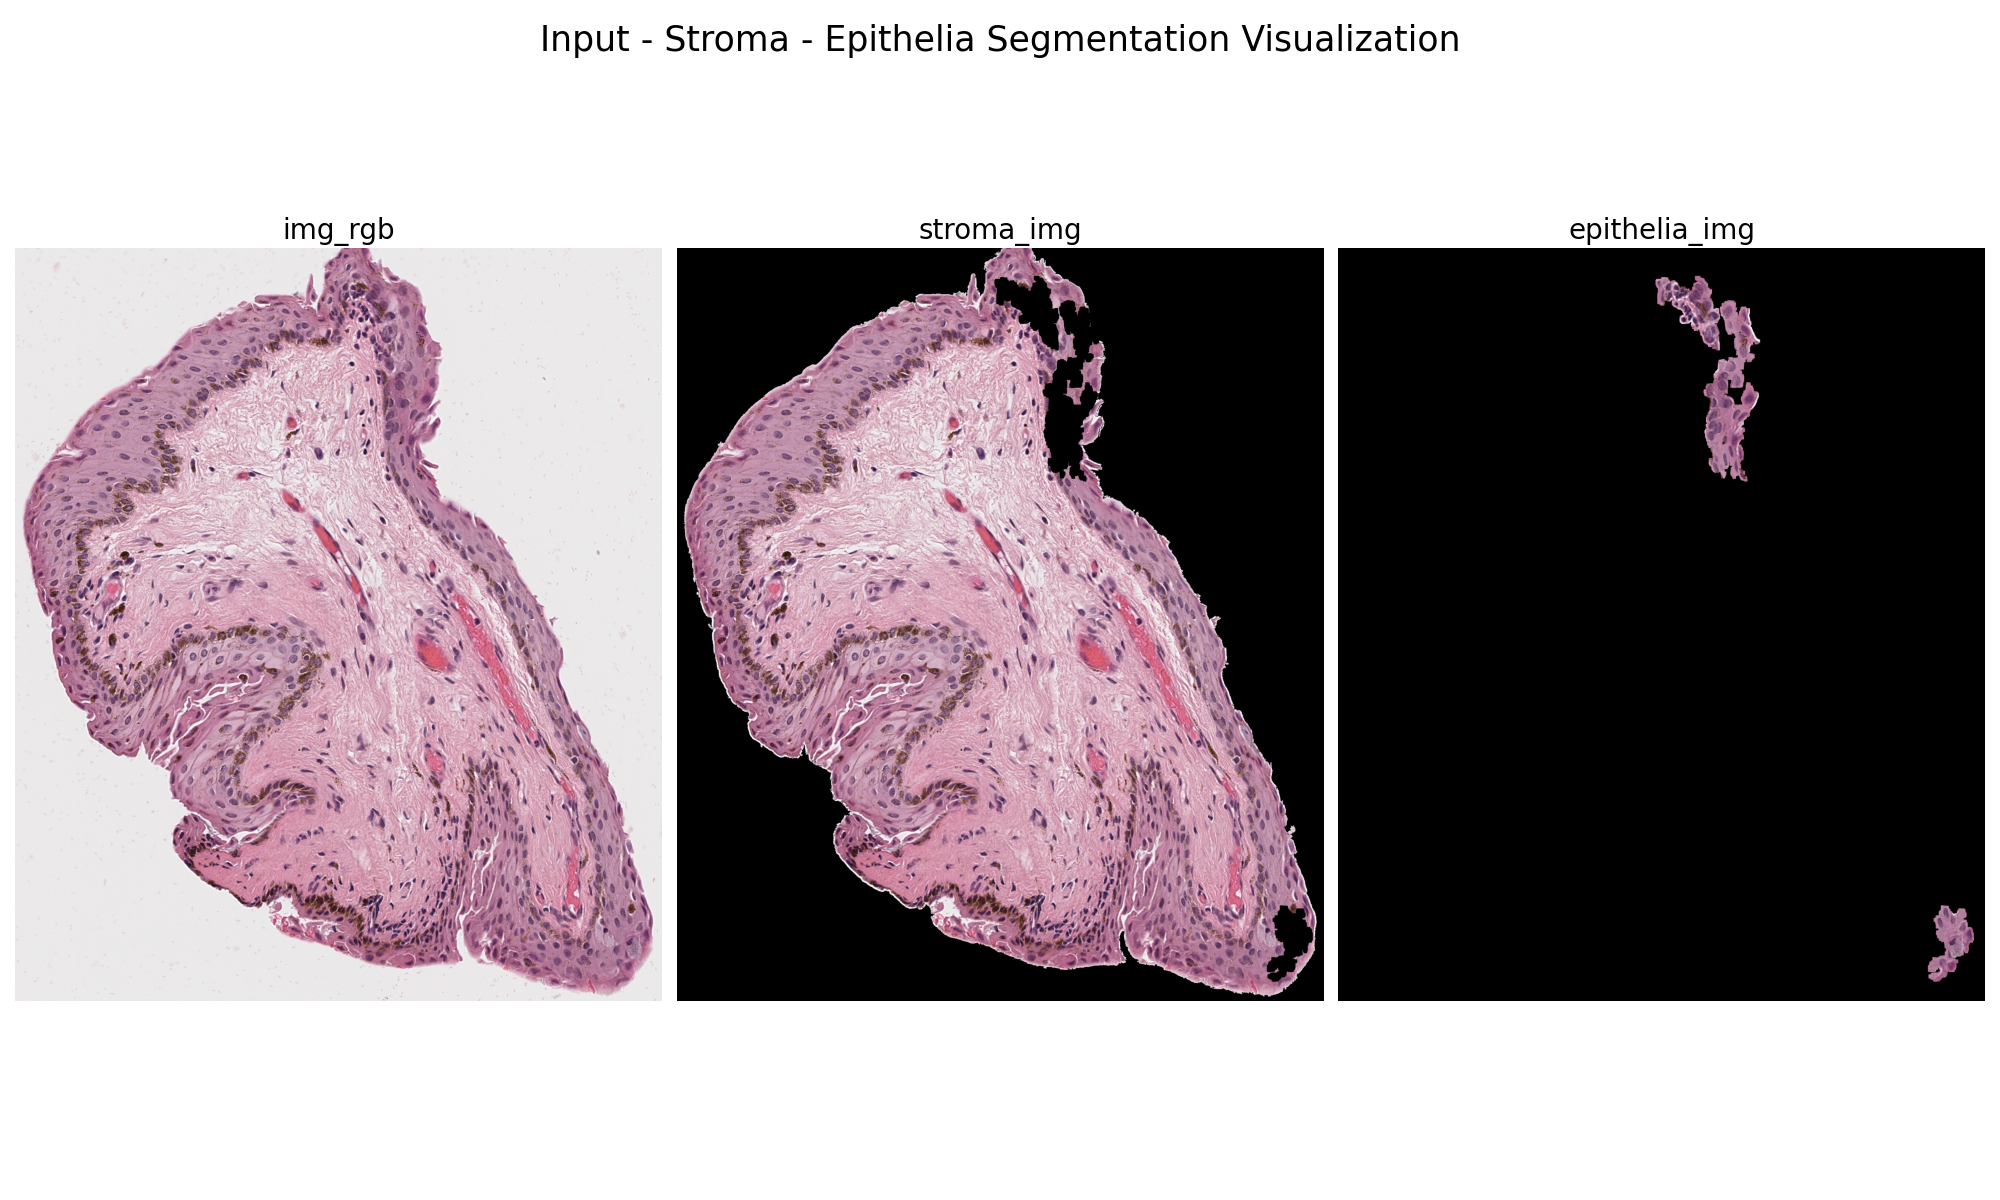 Input - Stroma - Epithelia Segmentation Visualization
img_rgb
stroma_img
epithelia_img